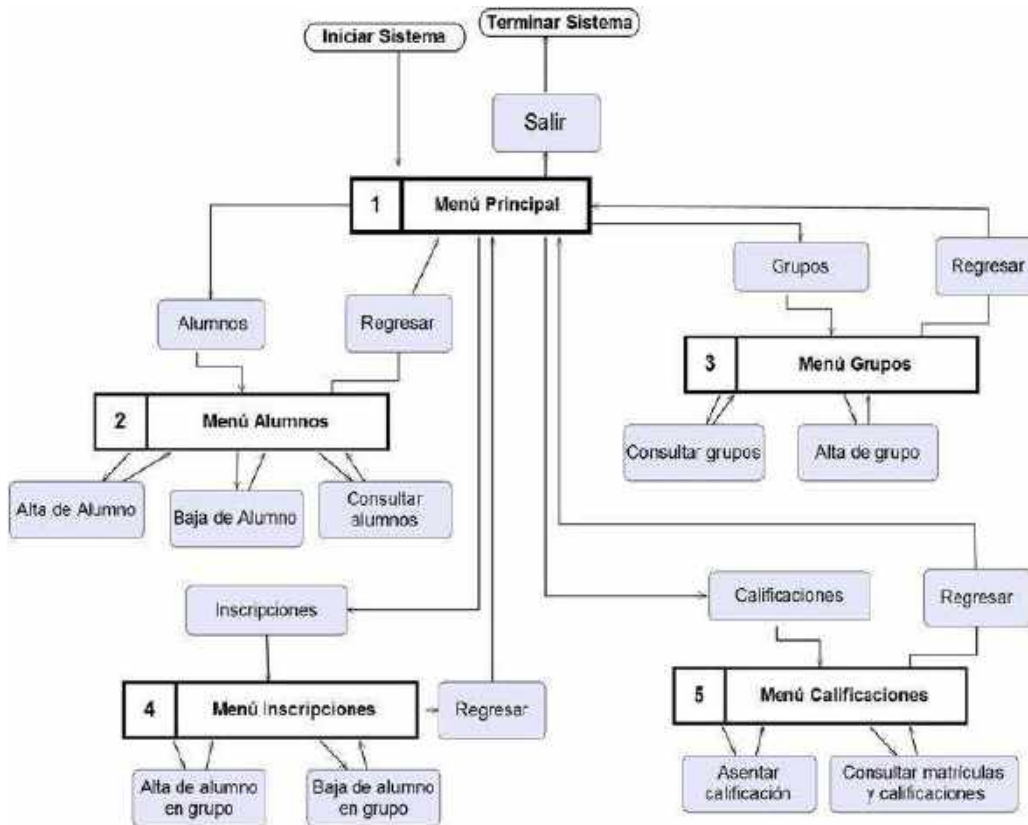 Terminar Sistema
Iniciar Sistema
Salir
1
Menú Principal
Grupos
Regresar
Alumnos
Regresar
3
Menú Grupos
2
Menú Alumnos
Consultar grupos
Alta de grupo
Alta de Alumno
Baja de Alumno
Consultar
alumnos
Inscripciones
Calificaciones
Regresar
4
Menú Inscripciones
Regresar
5
Menú Calificaciones
Alta de alumno
en grupo
Baja de alumno
en grupo
Asentar
calificación
Consultar matrículas
y calificaciones